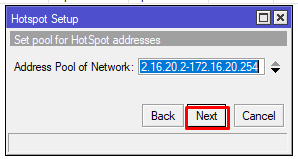 Hotspot Setup
Set pool for HotSpot addresses
Address Pool of Network: 2.16.20.2-172.16.20.254
Back Next Cancel